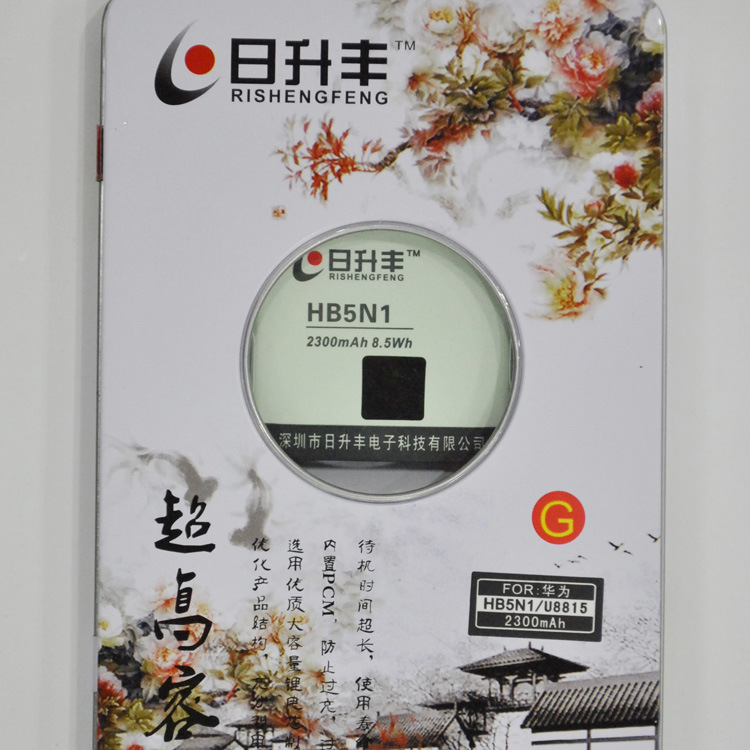 日升丰™
RISHENGFENG
日升丰™
RISHENGFENG
HB5N1
2300mAh 8.5Wh
深圳市日升丰电子科技有限公司
G
FOR:华为
HB5N1/U8815
2300mAh
超高容
待机时间超长，使用寿
内置PCM，防止过充，过
选用优质大容量锂电芯制
优化产品结构，